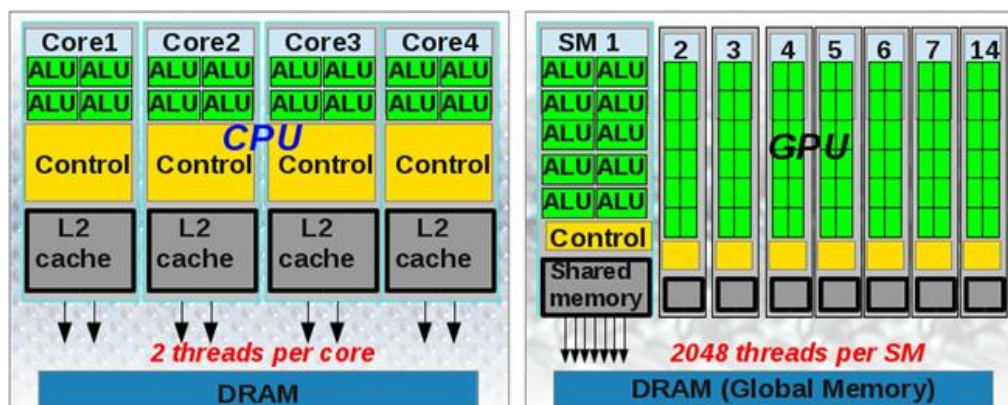 Core1 Core2 Core3 Core4
ALU ALU ALU ALU ALU ALU ALU ALU
ALU ALU ALU ALU ALU ALU ALU ALU
CPU
Control Control Control Control
L2 cache L2 cache L2 cache L2 cache
2 threads per core
DRAM
SM 1 2 3 4 5 6 7 14
ALU ALU
ALU ALU
ALU ALU
ALU ALU
ALU ALU
GPU
Control
Shared
memory
2048 threads per SM
DRAM (Global Memory)